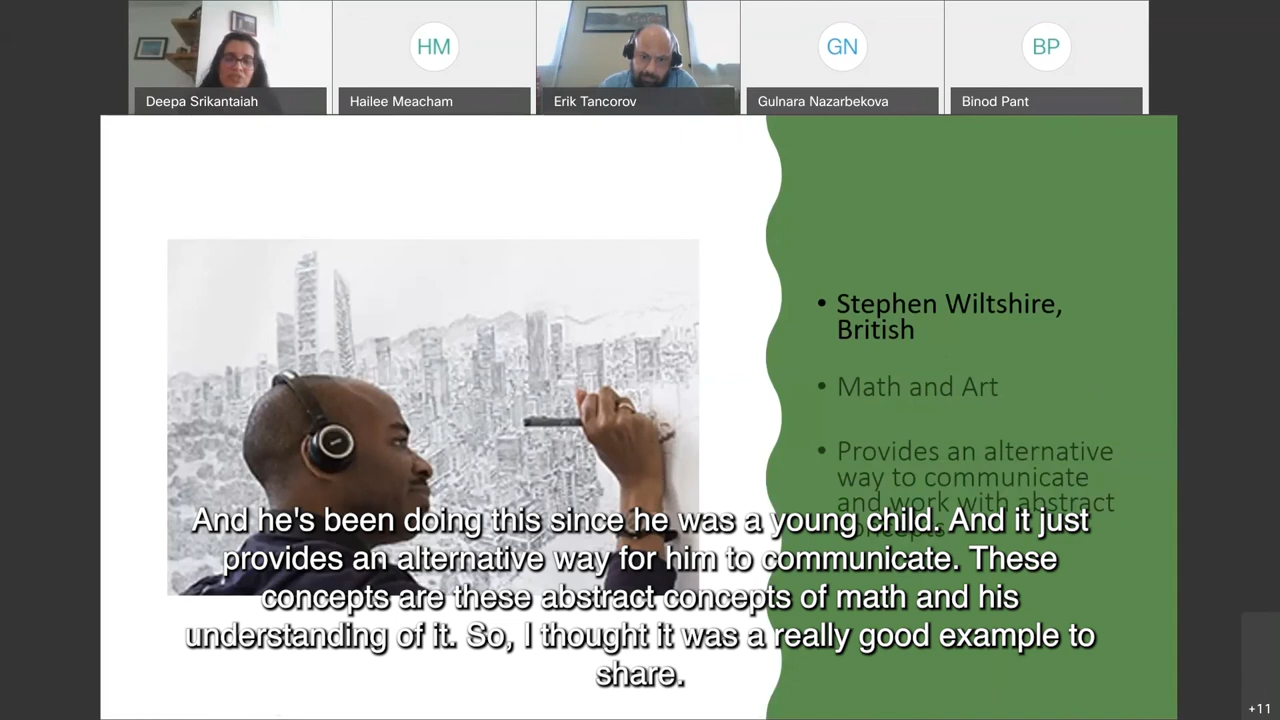 HM
GN
BP
Deepa Srikantaiah
Hailee Meacham
Erik Tancorov
Gulnara Nazarbekova
Binod Pant
• Stephen Wiltshire,
British
• Math and Art
• Provides an alternative
way to communicate
and work with abstract
concepts
And he's been doing this since he was a young child. And it just
provides an alternative way for him to communicate. These
concepts are these abstract concepts of math and his
understanding of it. So, I thought it was a really good example to
share.
+11